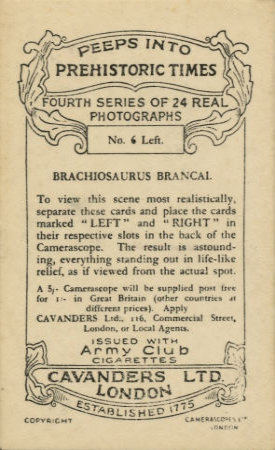 PEEPS INTO
PREHISTORIC TIMES
FOURTH SERIES OF 24 REAL
PHOTOGRAPHS
No. 6 Left.
BRACHIOSAURUS BRANCAI.
To view this scene most realistically,
separate these cards and place the cards
marked "LEFT" and "RIGHT" in
their respective slots in the back of the
Camerascope. The result is astound-
ing, everything standing out in life-like
relief, as if viewed from the actual spot.
A 5/- Camerascope will be supplied post free
for 1/- in Great Britain (other countries at
different prices). Apply
CAVANDERS Ltd., 116, Commercial Street,
London, or Local Agents.
ISSUED WITH
Army Club
CIGARETTES
CAVANDERS LTD.
LONDON
ESTABLISHED 1775
COPYRIGHT
CAMERASCOPES LTD
LONDON